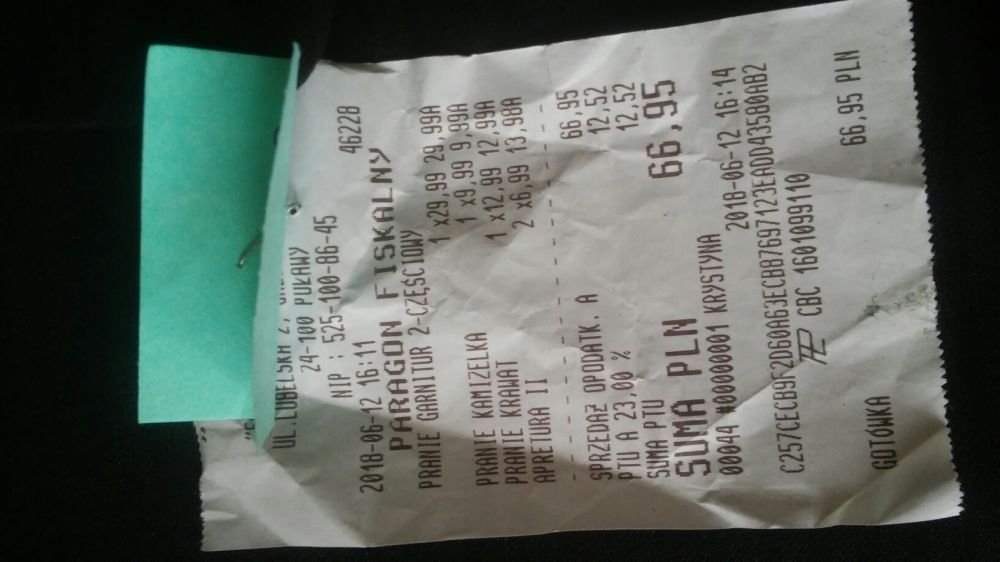 UL.LUBELSKA 2,
24-100 PUŁAWY
NIP : 525-100-86-45
2018-06-12 16:11 46228
PARAGON FISKALNY
PRANIE GARNITUR 2-CZĘŚCIOWY
1 x29,99 29,99A
PRANIE KAMIZELKA 1 x9,99 9,99A
PRANIE KRAWAT 1 x12,99 12,99A
APRETURA II 2 x6,99 13,98A
SPRZEDAŻ OPODATK. A 66,95
PTU A 23,00 % 12,52
SUMA PTU 12,52
SUMA PLN 66,95
00044 #00000001 KRYSTYNA 2018-06-12 16:14
C257CECB9F2D60A63ECB87697123EADD43580AB2
CBC 1601099110
GOTÓWKA 66,95 PLN